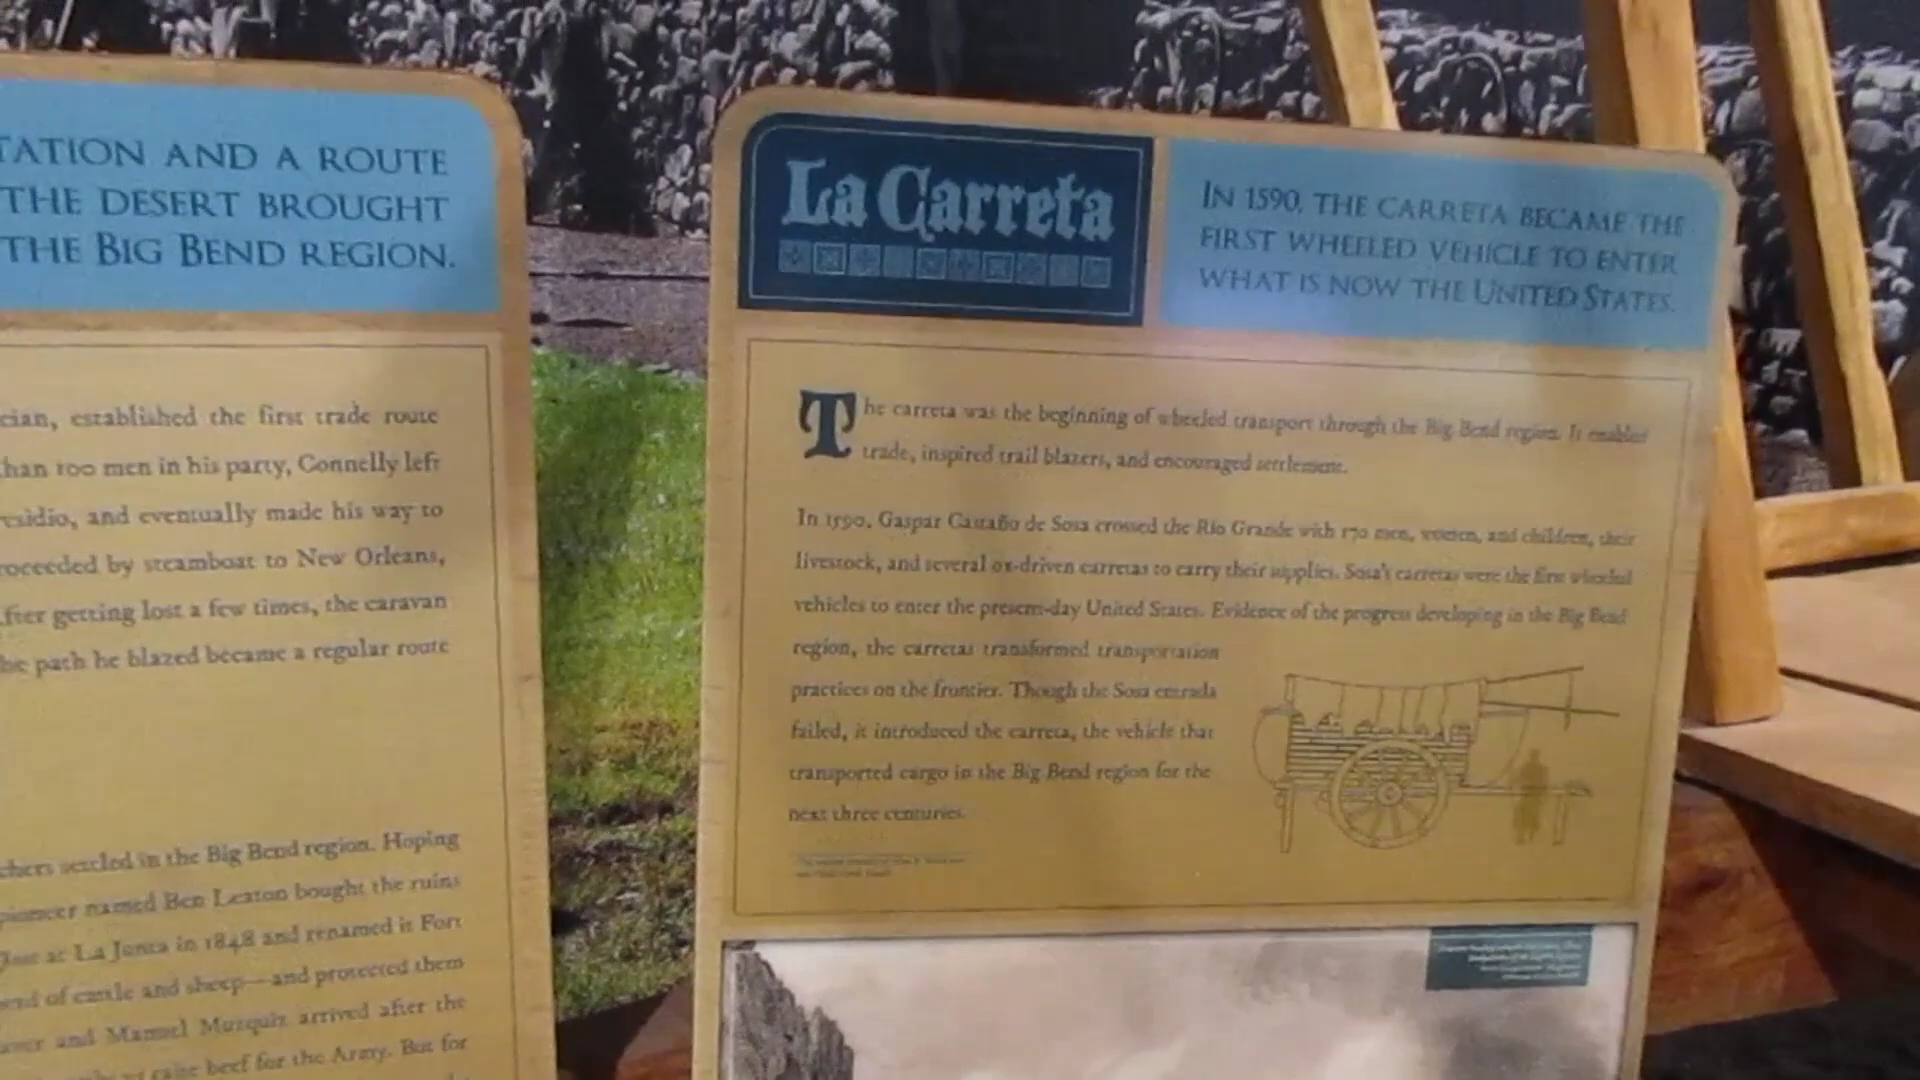 TATION AND A ROUTE
THE DESERT BROUGHT
THE BIG BEND REGION.
cian, established the first trade route
han 100 men in his party, Connelly left
esidio, and eventually made his way to
roceeded by steamboat to New Orleans,
fter getting lost a few times, the caravan
he path he blazed became a regular route
chers settled in the Big Bend region. Hoping
pioneer named Ben Leaton bought the ruins
at La Junta in 1848 and renamed it Fort
of cattle and sheep—and protected them
and Manuel Musquiz arrived after the
raise beef for the Army. But for
La Carreta
IN 1590, THE CARRETA BECAME THE
FIRST WHEELED VEHICLE TO ENTER
WHAT IS NOW THE UNITED STATES.
The carreta was the beginning of wheeled transport through the Big Bend region. It enabled
trade, inspired trail blazers, and encouraged settlement.
In 1590, Gaspar Castaño de Sosa crossed the Rio Grande with 170 men, women, and children, their
livestock, and several ox-driven carretas to carry their supplies. Sosa's carretas were the first wheeled
vehicles to enter the present-day United States. Evidence of the progress developing in the Big Bend
region, the carretas transformed transportation
practices on the frontier. Though the Sosa entrada
failed, it introduced the carreta, the vehicle that
transported cargo in the Big Bend region for the
next three centuries.